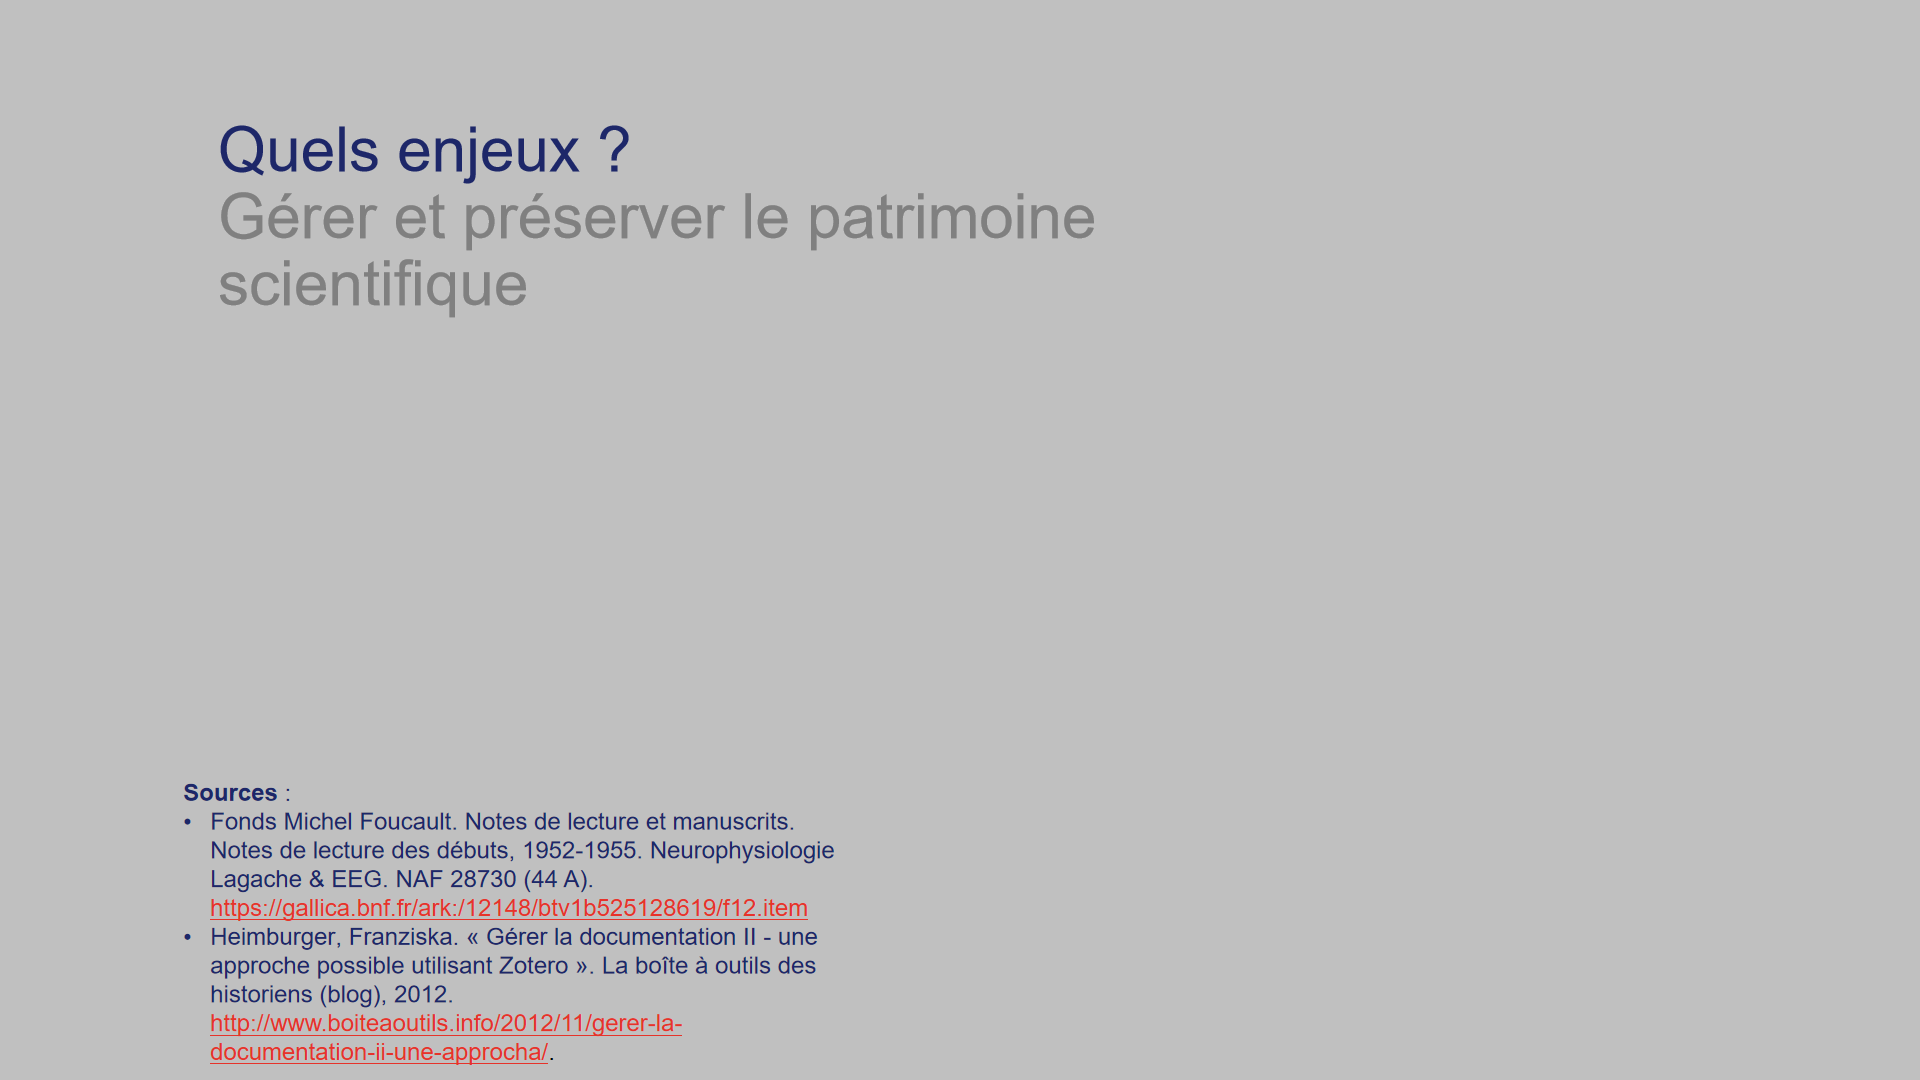 Quels enjeux ?
Gérer et préserver le patrimoine
scientifique
Sources :
• Fonds Michel Foucault. Notes de lecture et manuscrits.
Notes de lecture des débuts, 1952-1955. Neurophysiologie
Lagache & EEG. NAF 28730 (44 A).
https://gallica.bnf.fr/ark:/12148/btv1b525128619/f12.item
• Heimburger, Franziska. « Gérer la documentation II - une
approche possible utilisant Zotero ». La boîte à outils des
historiens (blog), 2012.
http://www.boiteaoutils.info/2012/11/gerer-la-
documentation-ii-une-approcha/.